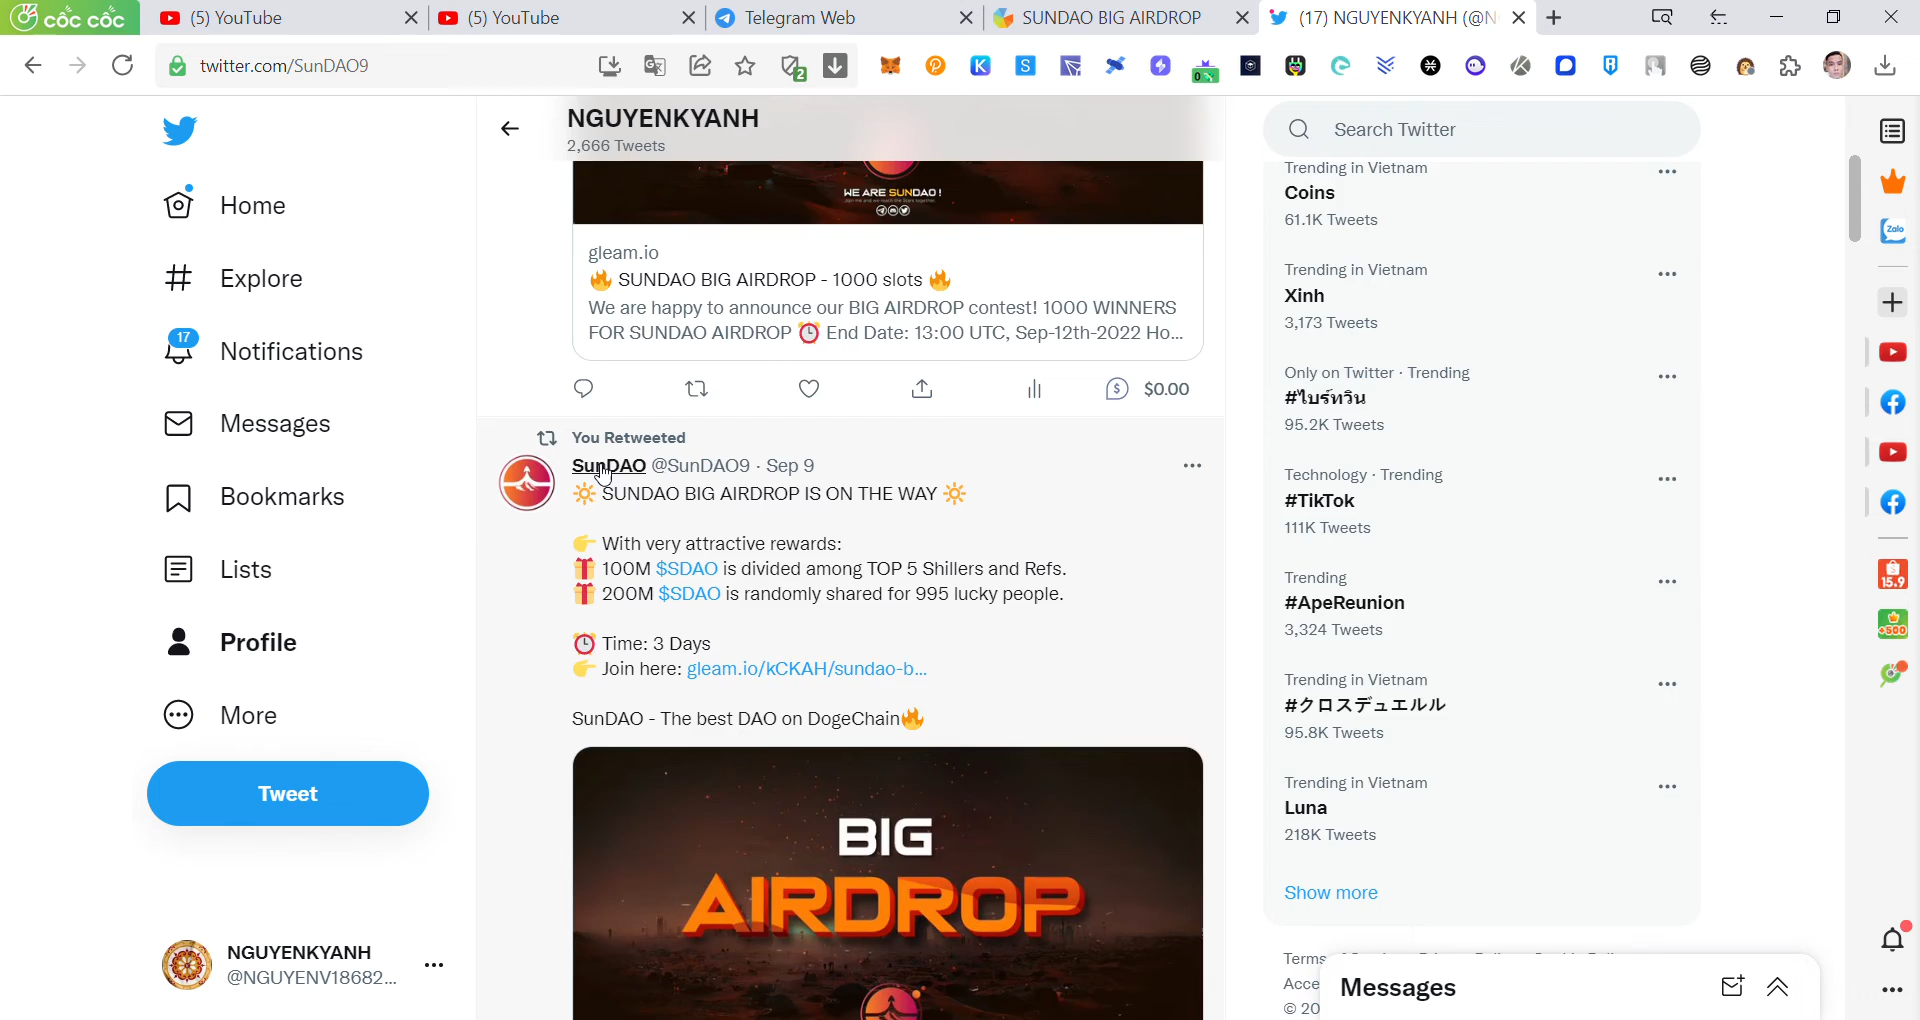 cốc cốc
(5) YouTube
(5) YouTube
Telegram Web
SUNDAO BIG AIRDROP
(17) NGUYENKYANH (@N
twitter.com/SunDAO9
2
0
NGUYENKYANH
2,666 Tweets
Home
Explore
17
Notifications
Messages
Bookmarks
Lists
Profile
More
Tweet
NGUYENKYANH
@NGUYENV18682...
WE ARE SUNDAO !
gleam.io
🔥 SUNDAO BIG AIRDROP - 1000 slots 🔥
We are happy to announce our BIG AIRDROP contest! 1000 WINNERS
FOR SUNDAO AIRDROP ⏰ End Date: 13:00 UTC, Sep-12th-2022 Ho...
$0.00
You Retweeted
SunDAO @SunDAO9 · Sep 9
🔆 SUNDAO BIG AIRDROP IS ON THE WAY 🔆
👉 With very attractive rewards:
🎁 100M $SDAO is divided among TOP 5 Shillers and Refs.
🎁 200M $SDAO is randomly shared for 995 lucky people.
⏰ Time: 3 Days
👉 Join here: gleam.io/kCKAH/sundao-b...
SunDAO - The best DAO on DogeChain🔥
BIG
AIRDROP
Search Twitter
Trending in Vietnam
Coins
61.1K Tweets
Trending in Vietnam
Xinh
3,173 Tweets
Only on Twitter · Trending
#ไบร์ทวิน
95.2K Tweets
Technology · Trending
#TikTok
111K Tweets
Trending
#ApeReunion
3,324 Tweets
Trending in Vietnam
#クロスデュエルル
95.8K Tweets
Trending in Vietnam
Luna
218K Tweets
Show more
Terms
Acce
© 20
Messages
Zalo
15.9
+500